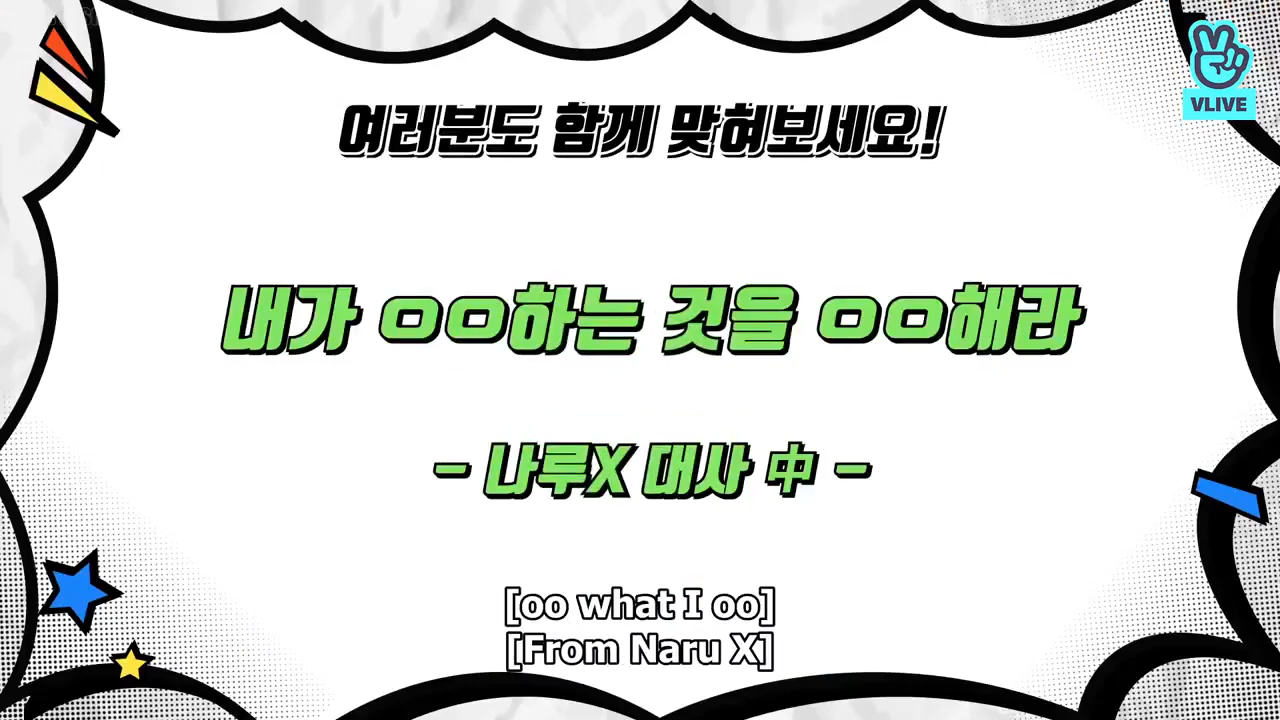 VLIVE
여러분도 함께 맞혀보세요!
내가 ㅇㅇ하는 것을 ㅇㅇ해라
- 나루X 대사 中 -
[oo what I oo]
[From Naru X]